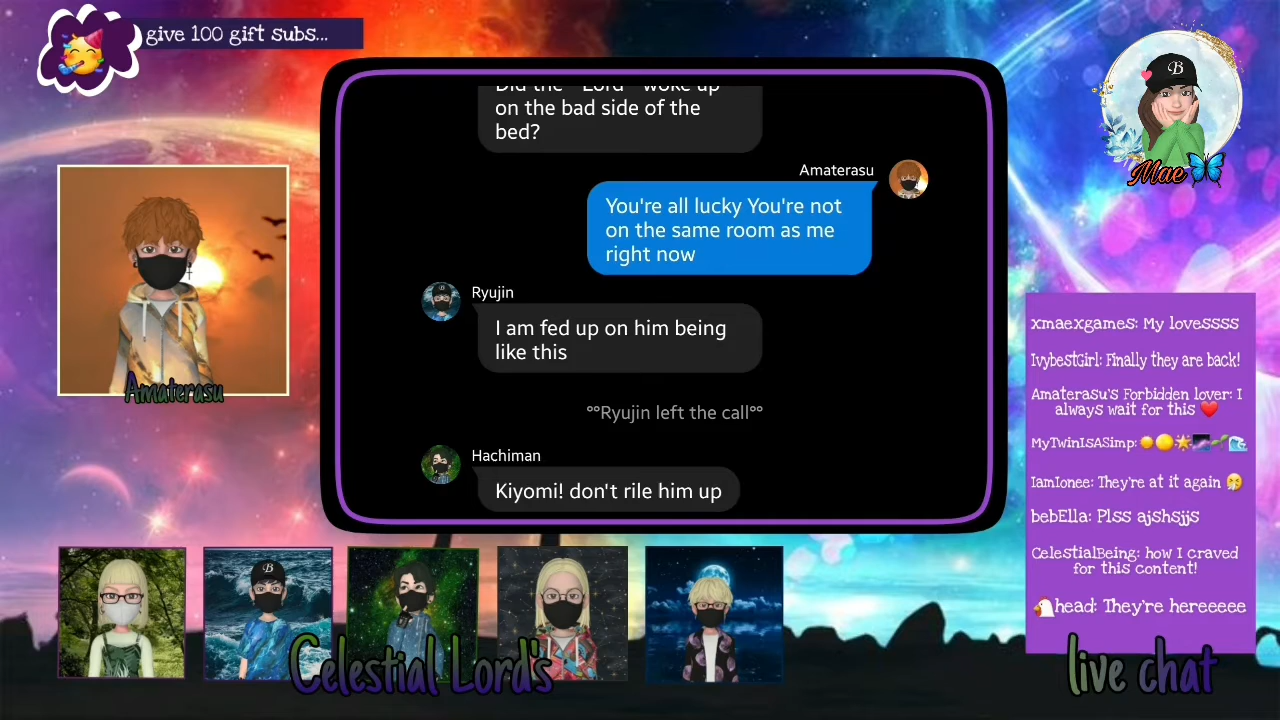 give 100 gift subs...
B
Mae
Did the "Lord" woke up
on the bad side of the
bed?
Amaterasu
You're all lucky You're not
on the same room as me
right now
Ryujin
I am fed up on him being
like this
°°Ryujin left the call°°
Hachiman
Kiyomi! don't rile him up
Amaterasu
xmaexgames: My lovessss
IvybestGirl: Finally they are back!
Amaterasu's Forbidden lover: I
always wait for this ❤️
MyTwinIsASimp: 
IamIonee: They're at it again 🤧
bebElla: Plss ajshsjjs
CelestialBeing: how I craved
for this content!
🐔head: They're hereeeee
B
Celestial Lord's
live chat